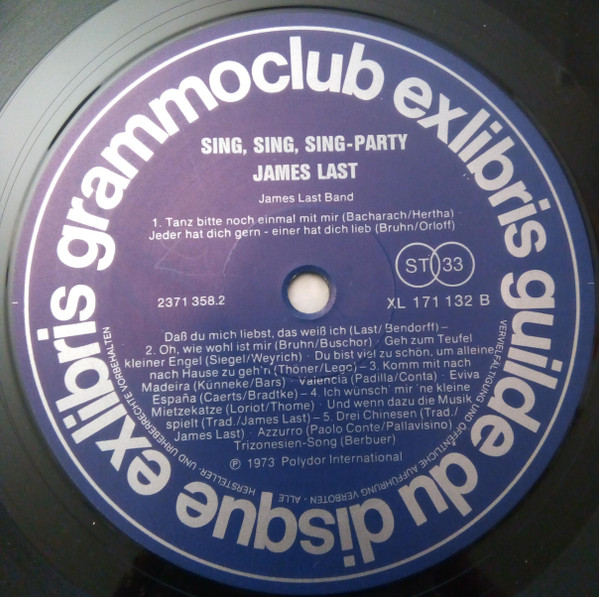 grammoclub exlibris guilde du disque exlibris
SING, SING, SING-PARTY
JAMES LAST
James Last Band
1. Tanz bitte noch einmal mit mir (Bacharach/Hertha) ·
Jeder hat dich gern - einer hat dich lieb (Bruhn/Orloff)
ST 33
2371 358.2
XL 171 132 B
Daß du mich liebst, das weiß ich (Last/Bendorff) –
2. Oh, wie wohl ist mir (Bruhn/Buschor) · Geh zum Teufel
kleiner Engel (Siegel/Weyrich) · Du bist viel zu schön, um alleine
nach Hause zu geh'n (Thöner/Lego) – 3. Komm mit nach
Madeira (Künneke/Bars) · Valencia (Padilla/Conta) · Eviva
España (Caerts/Bradtke) – 4. Ich wünsch' mir 'ne kleine
Mietzekatze (Loriot/Thome) · Und wenn dazu die Musik
spielt (Trad./James Last) – 5. Drei Chinesen (Trad./
James Last) · Azzurro (Paolo Conte/Pallavisino) ·
Trizonesien-Song (Berbuer)
℗ 1973 Polydor International
ALLE HERSTELLER- UND URHEBERRECHTE VORBEHALTEN
VERVIELFÄLTIGUNG UND ÖFFENTLICHE AUFFÜHRUNG VERBOTEN -